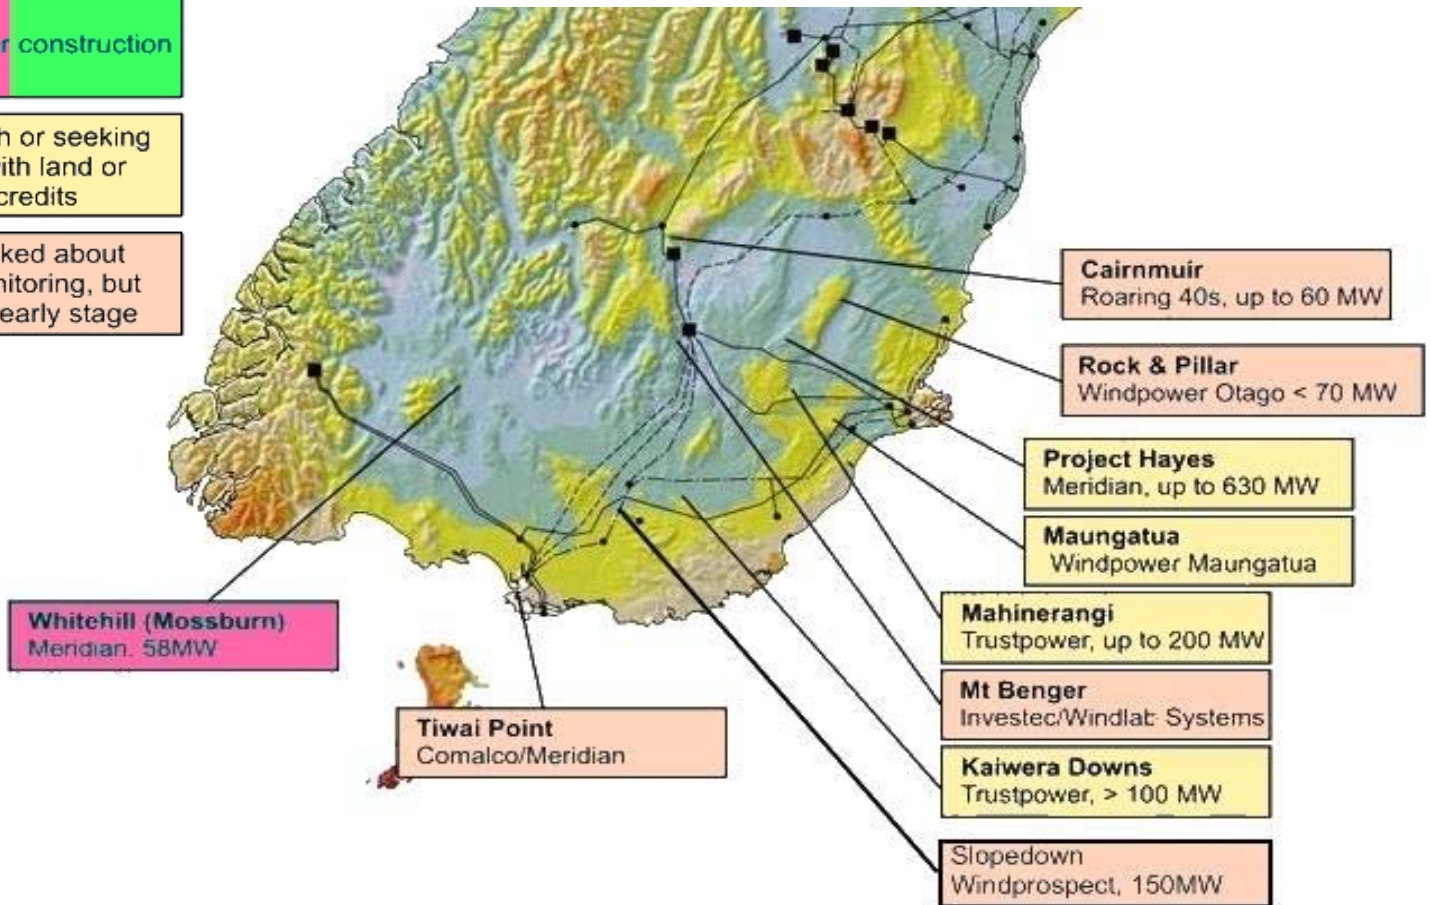 r construction
h or seeking
ith land or
credits
ked about
nitoring, but
early stage
Cairnmuir
Roaring 40s, up to 60 MW
Rock & Pillar
Windpower Otago < 70 MW
Project Hayes
Meridian, up to 630 MW
Maungatua
Windpower Maungatua
Mahinerangi
Trustpower, up to 200 MW
Whitehill (Mossburn)
Meridian. 58MW
Mt Benger
Investec/Windlab Systems
Tiwai Point
Comalco/Meridian
Kaiwera Downs
Trustpower, > 100 MW
Slopedown
Windprospect, 150MW